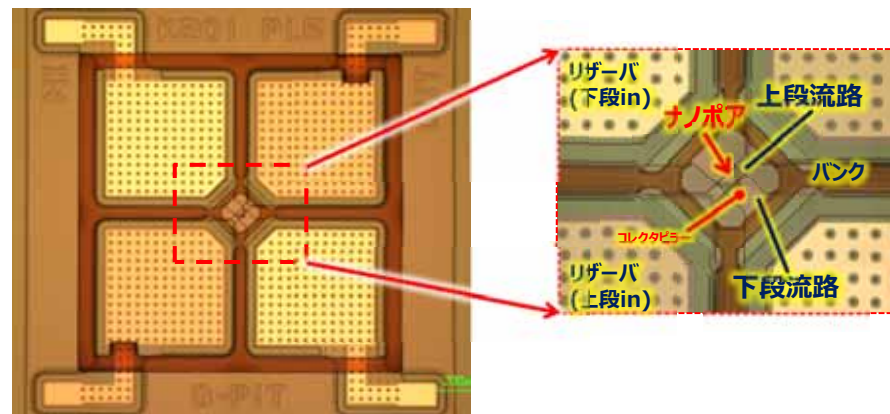 リザーバ
(下段in)
上段流路
ナノポア
バンク
コレクタピラー
リザーバ
(上段in)
下段流路